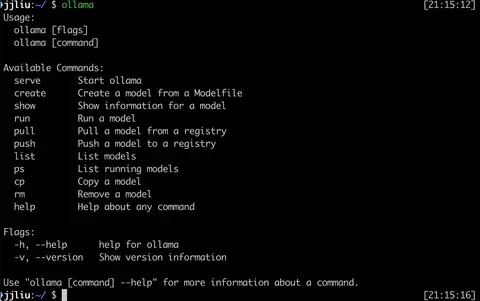 jjliu:~/ $ ollama [21:15:12]
Usage:
  ollama [flags]
  ollama [command]

Available Commands:
  serve       Start ollama
  create      Create a model from a Modelfile
  show        Show information for a model
  run         Run a model
  pull        Pull a model from a registry
  push        Push a model to a registry
  list        List models
  ps          List running models
  cp          Copy a model
  rm          Remove a model
  help        Help about any command

Flags:
  -h, --help      help for ollama
  -v, --version   Show version information

Use "ollama [command] --help" for more information about a command.
jjliu:~/ $ [21:15:16]